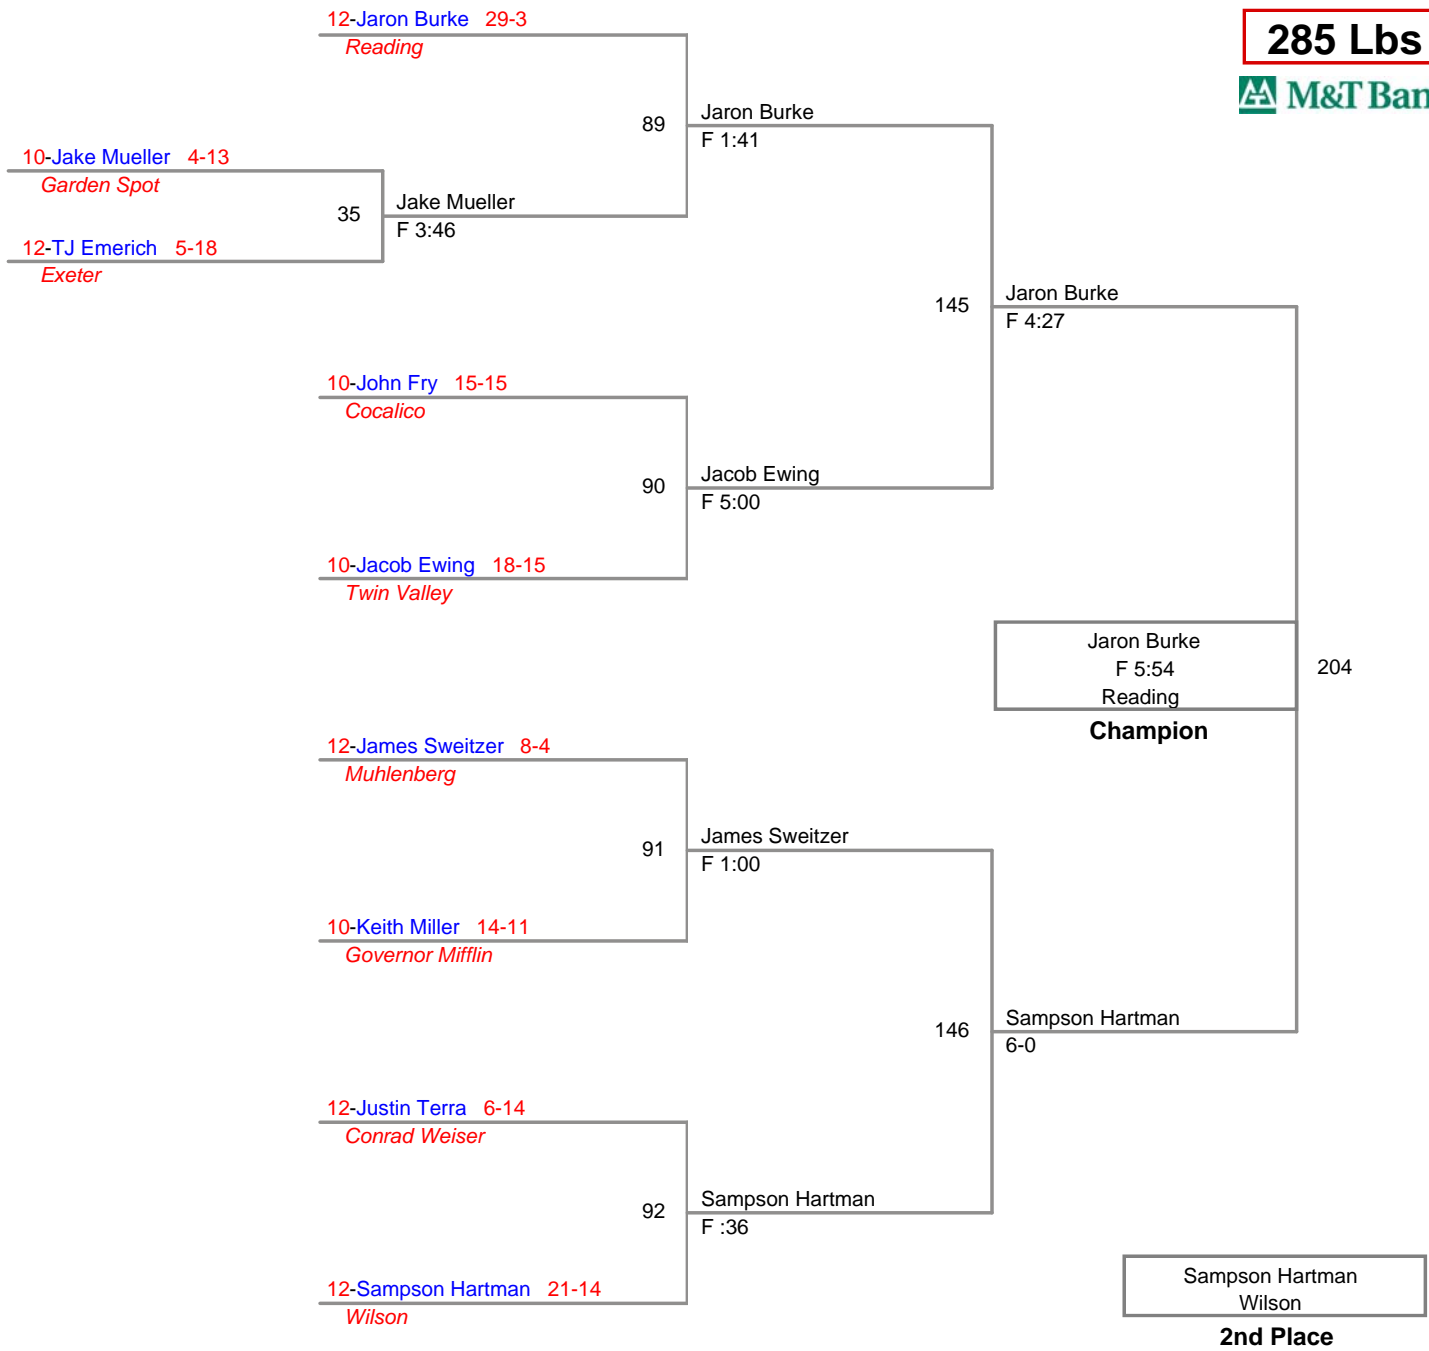 12-Jaron Burke 29-3
Reading
285 Lbs
M&T Ban
89
Jaron Burke
F 1:41
10-Jake Mueller 4-13
Garden Spot
35
Jake Mueller
F 3:46
12-TJ Emerich 5-18
Exeter
145
Jaron Burke
F 4:27
10-John Fry 15-15
Cocalico
90
Jacob Ewing
F 5:00
10-Jacob Ewing 18-15
Twin Valley
Jaron Burke
F 5:54
Reading
204
Champion
12-James Sweitzer 8-4
Muhlenberg
91
James Sweitzer
F 1:00
10-Keith Miller 14-11
Governor Mifflin
146
Sampson Hartman
6-0
12-Justin Terra 6-14
Conrad Weiser
92
Sampson Hartman
F :36
12-Sampson Hartman 21-14
Wilson
Sampson Hartman
Wilson
2nd Place